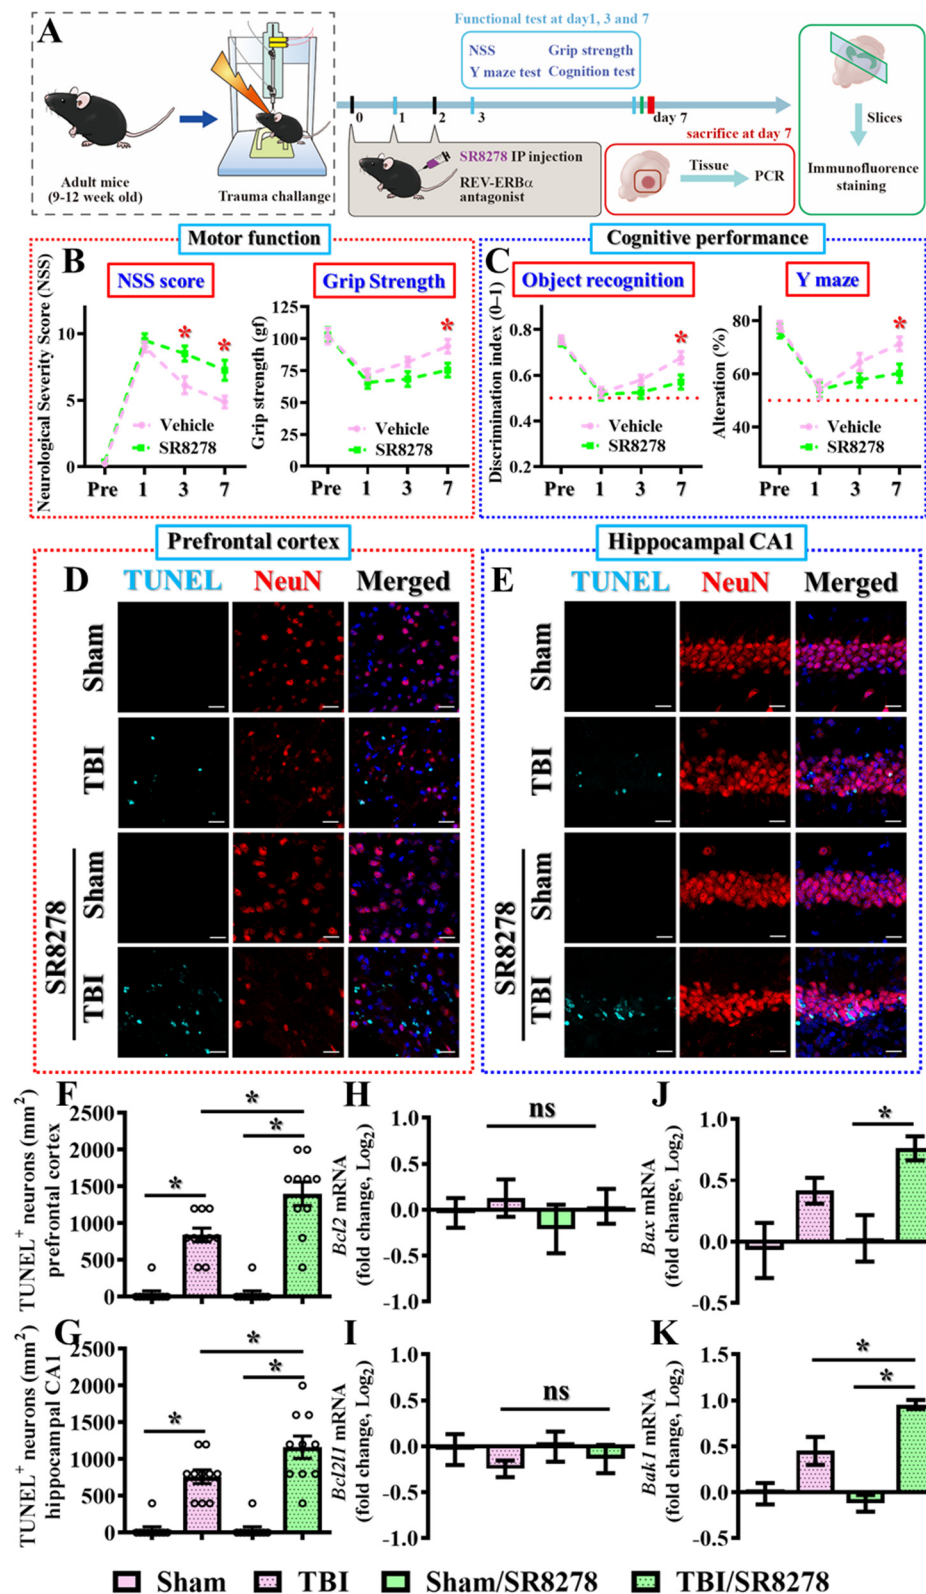 A
Adult mice
(9-12 week old)
Trauma challange
Functional test at day1, 3 and 7
NSS Grip strength
Y maze test Cognition test
0 1 2 3 day 7
SR8278 IP injection
REV-ERBα
antagonist
sacrifice at day 7
Tissue
PCR
Slices
Immunofluorence
staining
Motor function
B
NSS score
Neurological Severity Score (NSS)
10
5
0
Vehicle
SR8278
*
*
Pre 1 3 7
Grip Strength
Grip strength (gf)
125
100
75
50
25
0
*
Vehicle
SR8278
Pre 1 3 7
Cognitive performance
C
Object recognition
Discrimination index (0–1)
0.8
0.6
0.4
0.2
*
Vehicle
SR8278
Pre 1 3 7
Y maze
Alteration (%)
80
60
40
*
Vehicle
SR8278
Pre 1 3 7
Prefrontal cortex
D
TUNEL NeuN Merged
Sham
TBI
SR8278
Sham
TBI
Hippocampal CA1
E
TUNEL NeuN Merged
Sham
TBI
SR8278
Sham
TBI
F
TUNEL+ neurons (mm²)
prefrontal cortex
2500
2000
1500
1000
500
0
*
*
*
H
Bcl2 mRNA
(fold change, Log₂)
1.0
0.5
0.0
-0.5
-1.0
ns
J
Bax mRNA
(fold change, Log₂)
1.0
0.5
0.0
-0.5
*
G
TUNEL+ neurons (mm²)
hippocampal CA1
2500
2000
1500
1000
500
0
*
*
*
I
Bcl2l1 mRNA
(fold change, Log₂)
1.0
0.5
0.0
-0.5
-1.0
ns
K
Bak1 mRNA
(fold change, Log₂)
1.5
1.0
0.5
0.0
-0.5
*
*
Sham TBI Sham/SR8278 TBI/SR8278